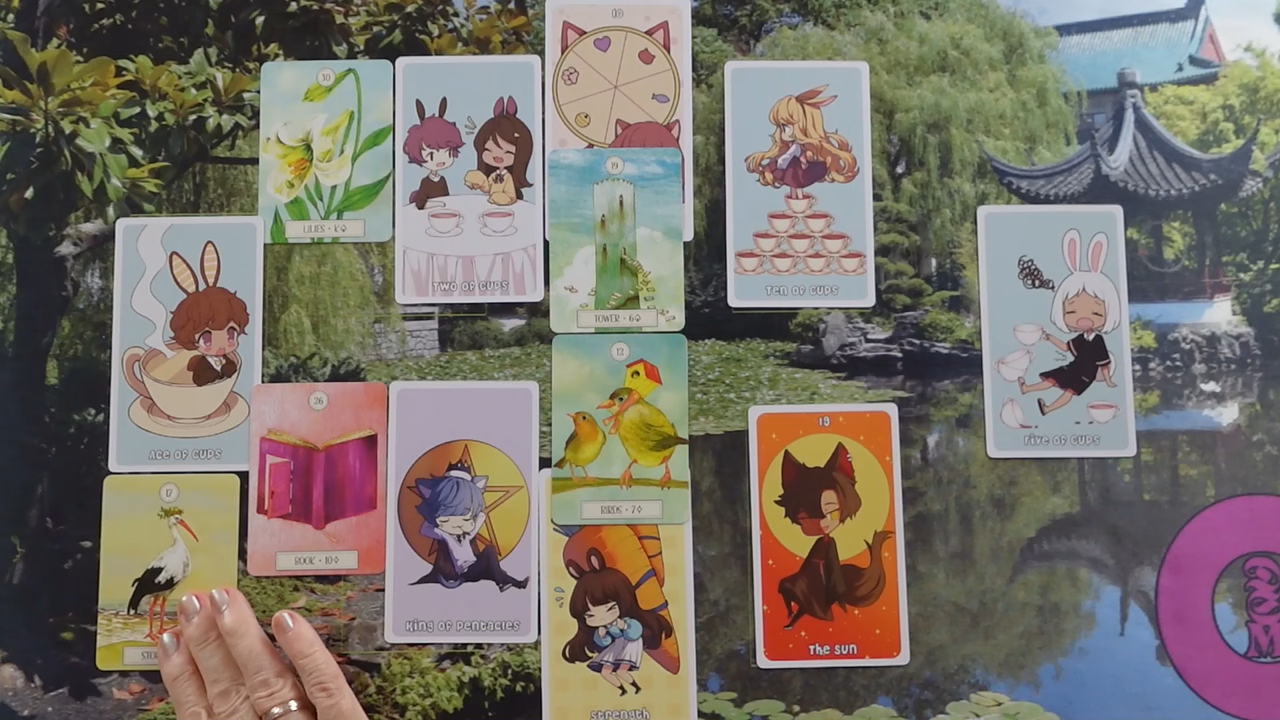 10
30
LILIES • K♤
TWO OF CUPS
19
TOWER • 6♤
Ten OF CUPS
Five OF CUPS
Ace OF CUPS
26
BOOK • 10♢
12
BIRDS • 7♢
17
King OF Pentacles
19
The Sun
Strength